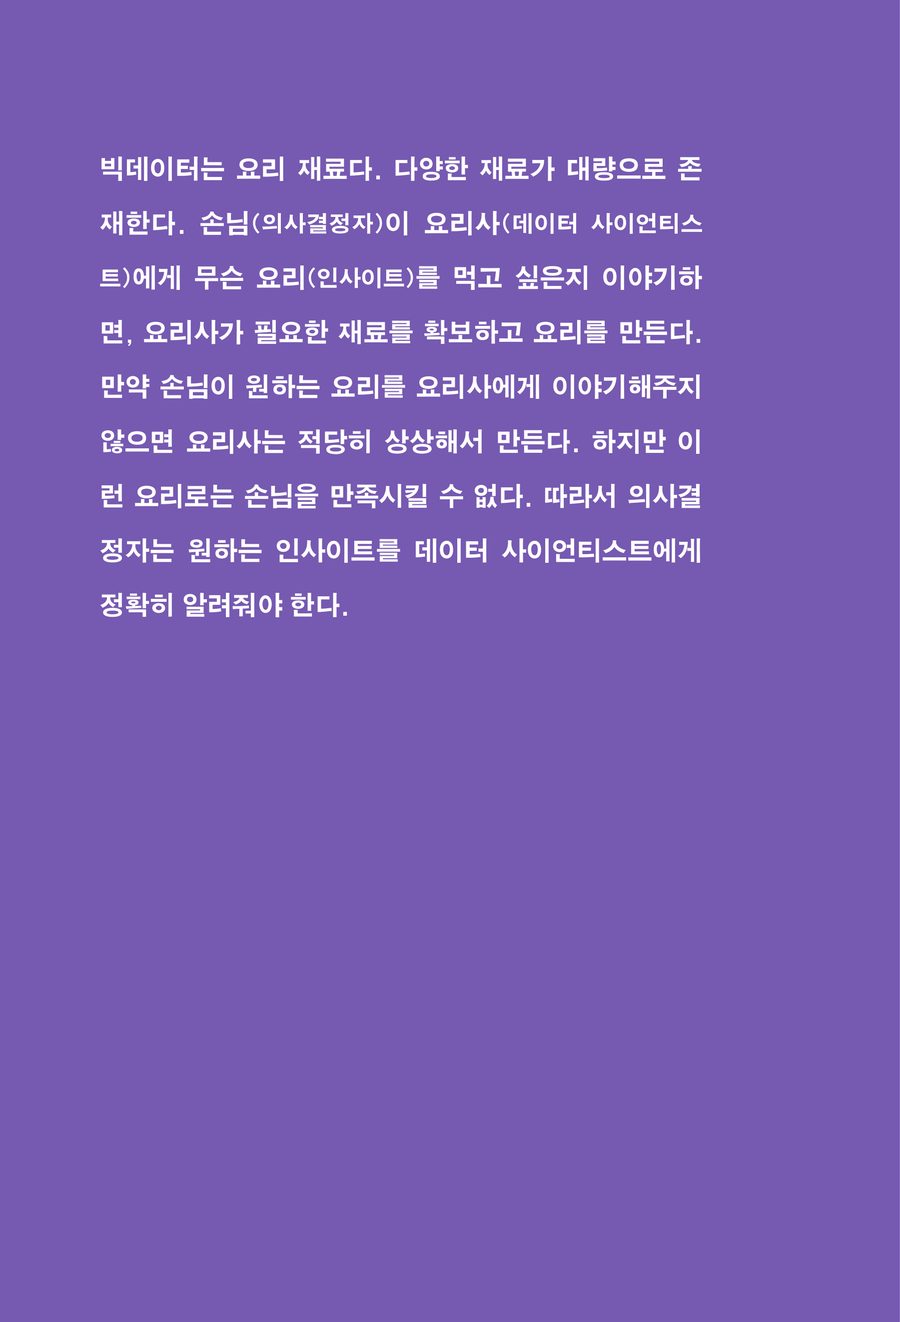 빅데이터는 요리 재료다. 다양한 재료가 대량으로 존
재한다. 손님(의사결정자)이 요리사(데이터 사이언티스
트)에게 무슨 요리(인사이트)를 먹고 싶은지 이야기하
면, 요리사가 필요한 재료를 확보하고 요리를 만든다.
만약 손님이 원하는 요리를 요리사에게 이야기해주지
않으면 요리사는 적당히 상상해서 만든다. 하지만 이
런 요리로는 손님을 만족시킬 수 없다. 따라서 의사결
정자는 원하는 인사이트를 데이터 사이언티스트에게
정확히 알려줘야 한다.